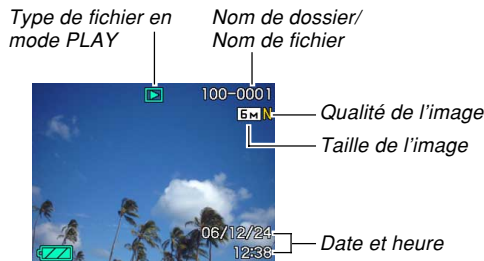 Type de fichier en
mode PLAY
Nom de dossier/
Nom de fichier
100-0001
6M N
Qualité de l'image
Taille de l'image
06/12/24
12:38
Date et heure